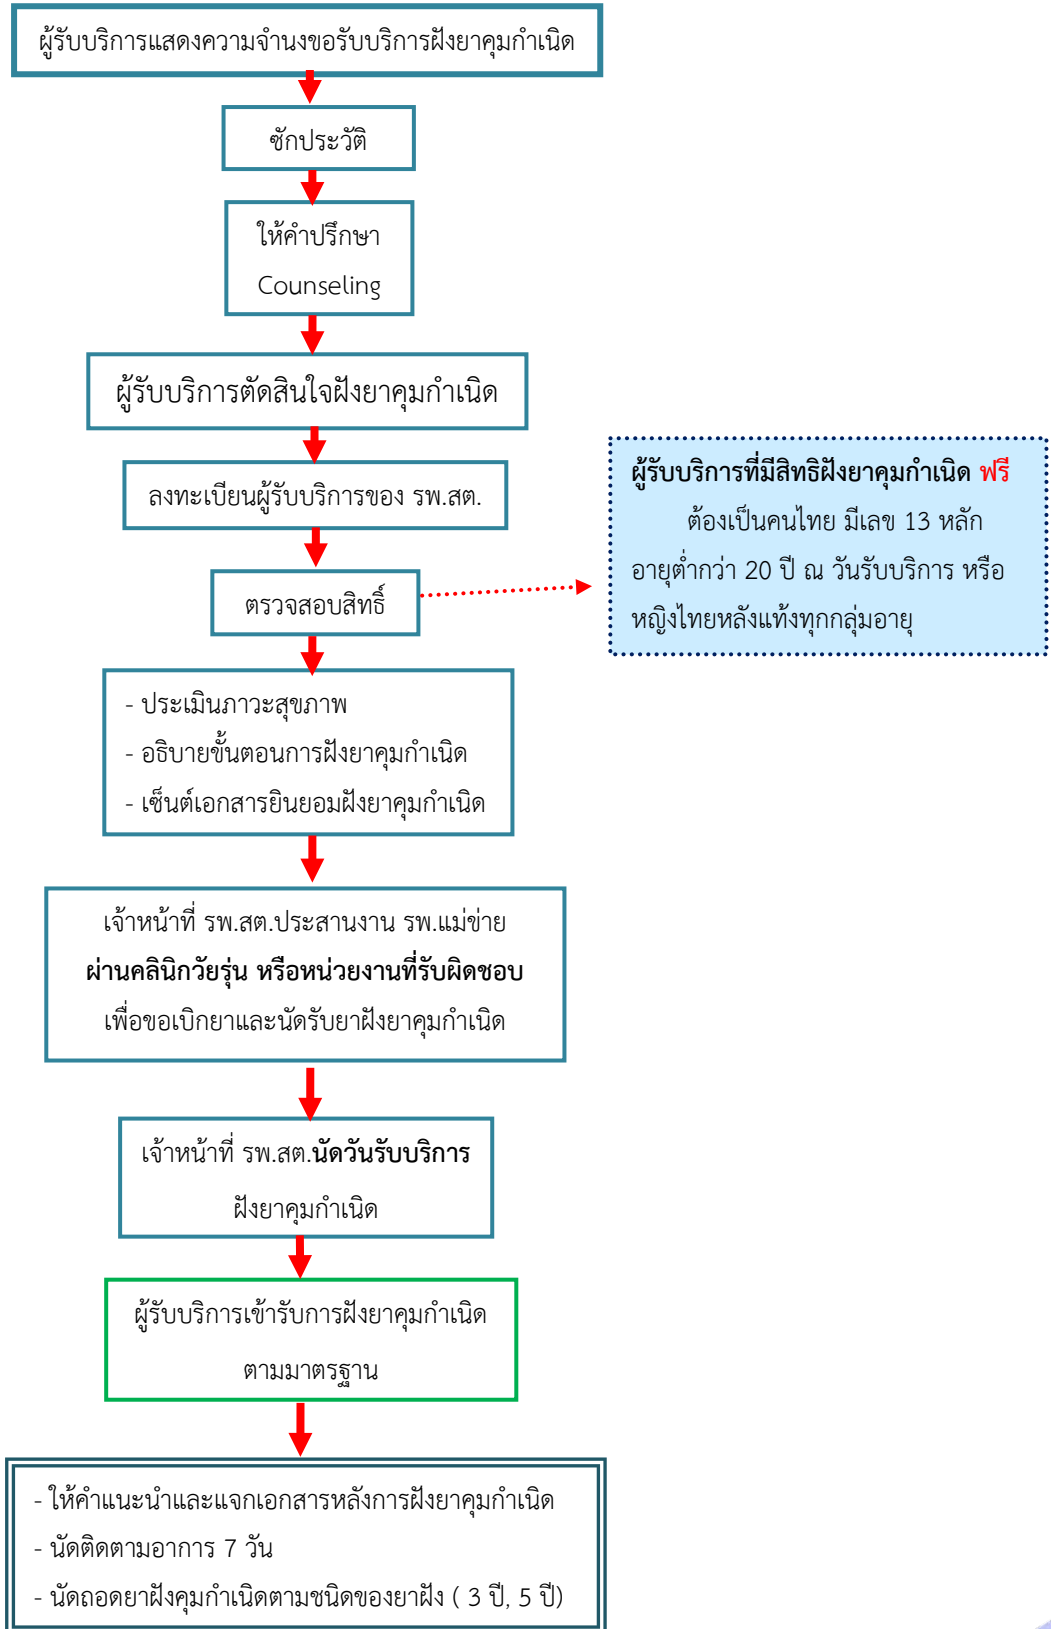 ผู้รับบริการแสดงความจำนงขอรับบริการฝังยาคุมกำเนิด
ซักประวัติ
ให้คำปรึกษา
Counseling
ผู้รับบริการตัดสินใจฝังยาคุมกำเนิด
ลงทะเบียนผู้รับบริการของ รพ.สต.
ตรวจสอบสิทธิ์
ผู้รับบริการที่มีสิทธิฝังยาคุมกำเนิด ฟรี
ต้องเป็นคนไทย มีเลข 13 หลัก
อายุต่ำกว่า 20 ปี ณ วันรับบริการ หรือ
หญิงไทยหลังแท้งทุกกลุ่มอายุ
- ประเมินภาวะสุขภาพ
- อธิบายขั้นตอนการฝังยาคุมกำเนิด
- เซ็นต์เอกสารยินยอมฝังยาคุมกำเนิด
เจ้าหน้าที่ รพ.สต.ประสานงาน รพ.แม่ข่าย
ผ่านคลินิกวัยรุ่น หรือหน่วยงานที่รับผิดชอบ
เพื่อขอเบิกยาและนัดรับยาฝังยาคุมกำเนิด
เจ้าหน้าที่ รพ.สต.นัดวันรับบริการ
ฝังยาคุมกำเนิด
ผู้รับบริการเข้ารับการฝังยาคุมกำเนิด
ตามมาตรฐาน
- ให้คำแนะนำและแจกเอกสารหลังการฝังยาคุมกำเนิด
- นัดติดตามอาการ 7 วัน
- นัดถอดยาฝังคุมกำเนิดตามชนิดของยาฝัง ( 3 ปี, 5 ปี)